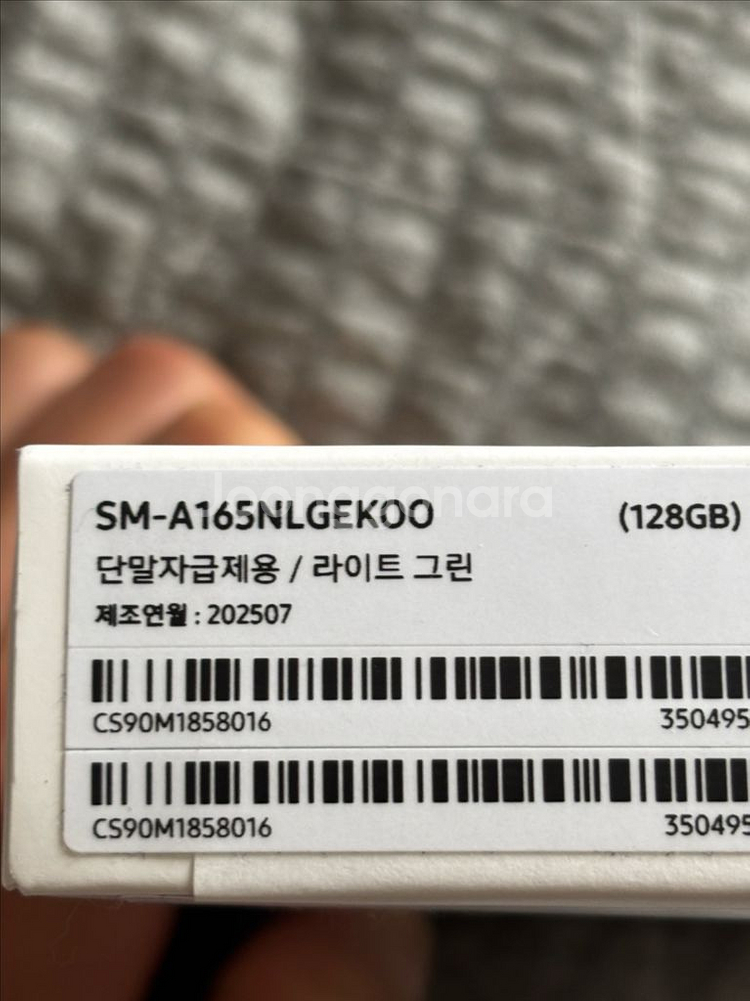 joonggonara
SM-A165NLGEKOO (128GB)
단말자급제용 / 라이트 그린
제조연월 : 202507
CS90M1858016 350495
CS90M1858016 350495